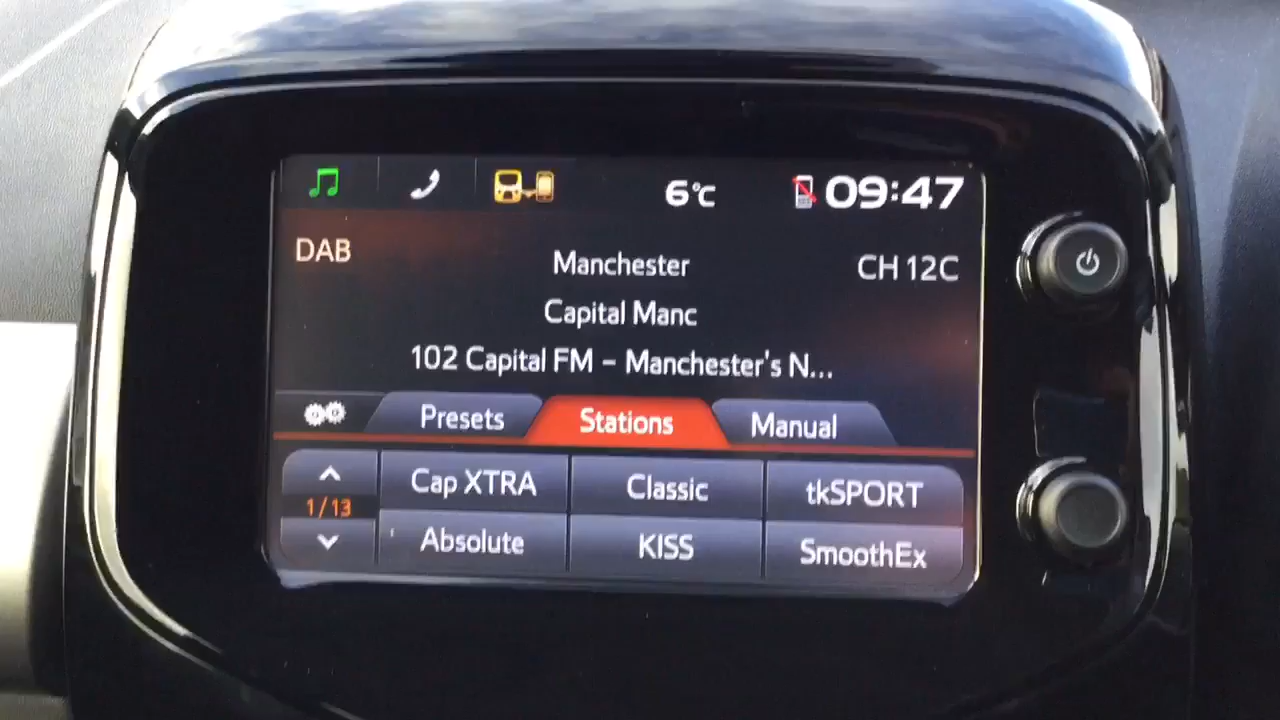 6°C 09:47
DAB
Manchester CH 12C
Capital Manc
102 Capital FM - Manchester's N...
Presets Stations Manual
Cap XTRA Classic tkSPORT
1/13
Absolute KISS SmoothEx